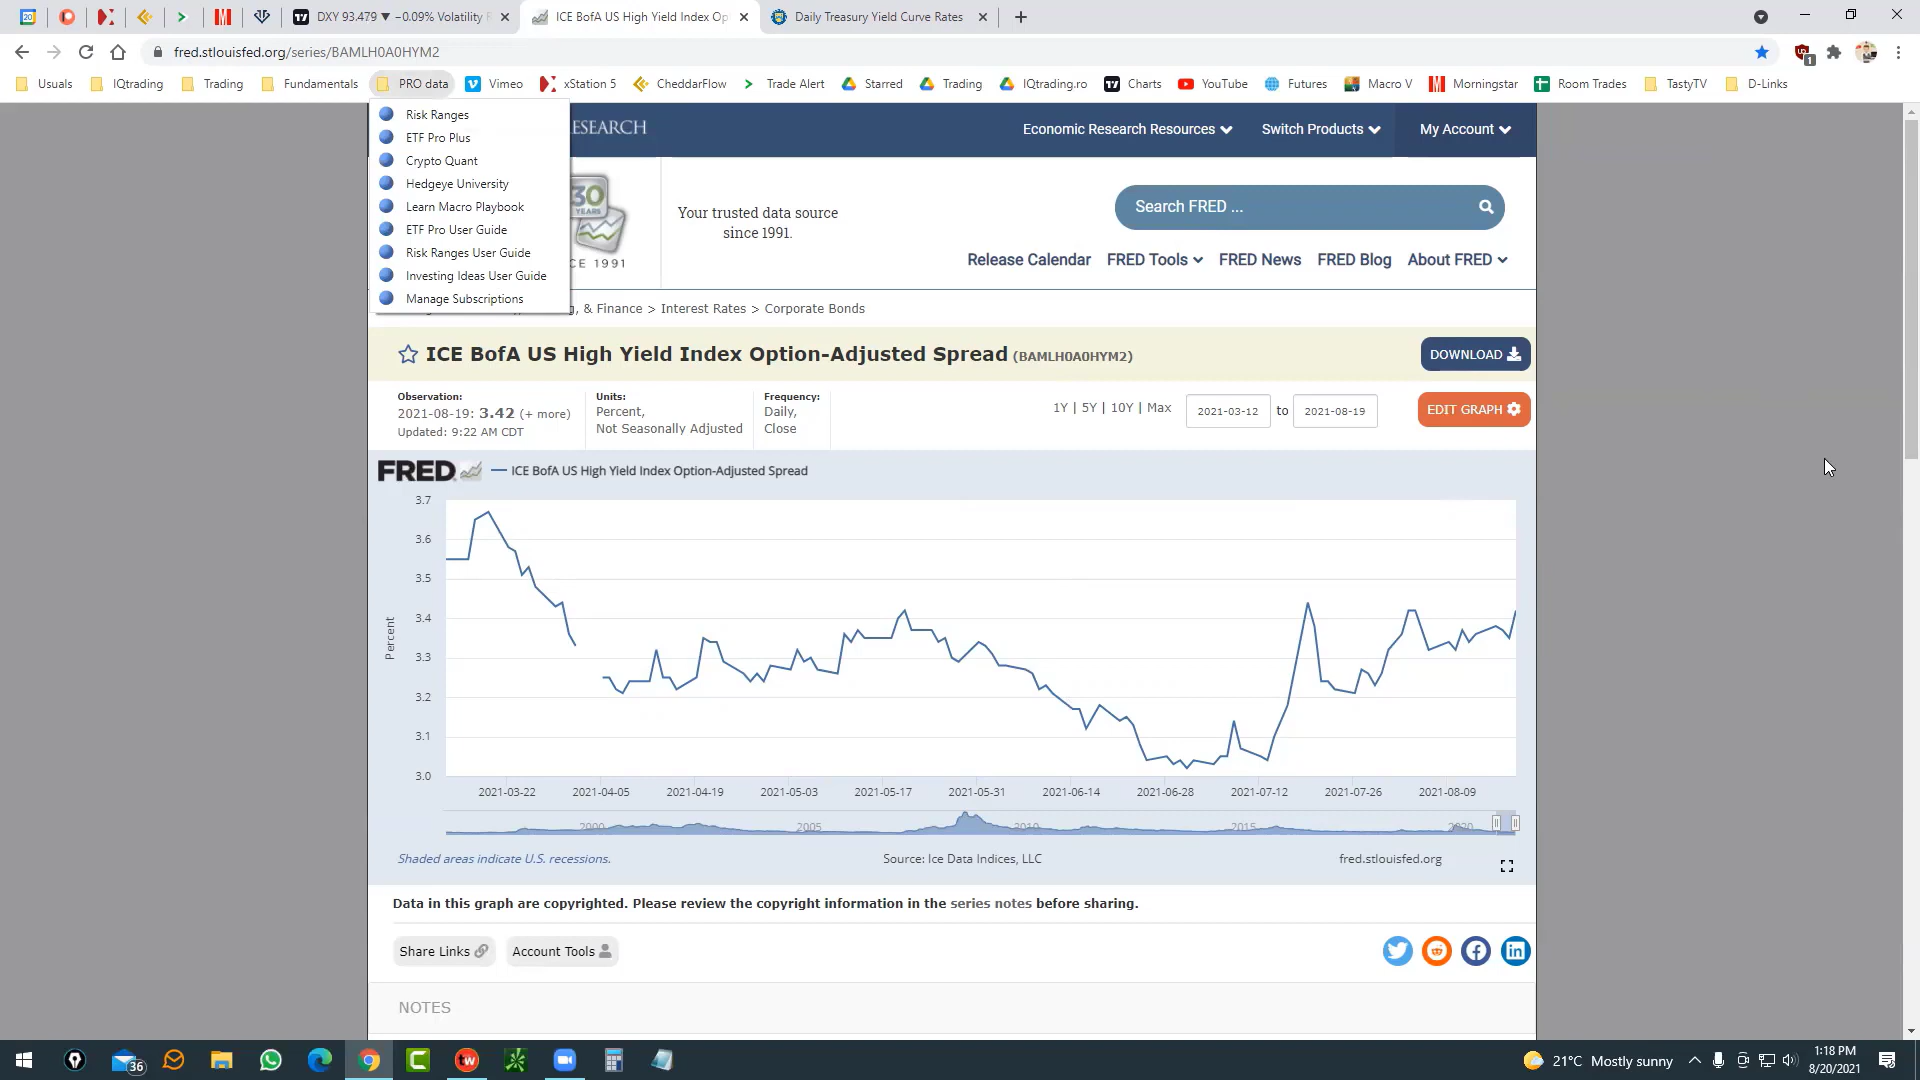 DXY 93.479 ▼ −0.09% Volatility
ICE BofA US High Yield Index Op
Daily Treasury Yield Curve Rates
fred.stlouisfed.org/series/BAMLH0A0HYM2
Usuals
IQtrading
Trading
Fundamentals
PRO data
Vimeo
xStation 5
CheddarFlow
Trade Alert
Starred
Trading
IQtrading.ro
Charts
YouTube
Futures
Macro V
Morningstar
Room Trades
TastyTV
D-Links
Risk Ranges
ETF Pro Plus
Crypto Quant
Hedgeye University
Learn Macro Playbook
ETF Pro User Guide
Risk Ranges User Guide
Investing Ideas User Guide
Manage Subscriptions
ESEARCH
Economic Research Resources
Switch Products
My Account
30
YEARS
CE 1991
Your trusted data source
since 1991.
Search FRED ...
Release Calendar
FRED Tools
FRED News
FRED Blog
About FRED
g, & Finance > Interest Rates > Corporate Bonds
ICE BofA US High Yield Index Option-Adjusted Spread (BAMLH0A0HYM2)
DOWNLOAD
Observation:
2021-08-19: 3.42 (+ more)
Updated: 9:22 AM CDT
Units:
Percent,
Not Seasonally Adjusted
Frequency:
Daily,
Close
1Y | 5Y | 10Y | Max
2021-03-12 to 2021-08-19
EDIT GRAPH
FRED
ICE BofA US High Yield Index Option-Adjusted Spread
3.7
3.6
3.5
3.4
3.3
3.2
3.1
3.0
Percent
2021-03-22
2021-04-05
2021-04-19
2021-05-03
2021-05-17
2021-05-31
2021-06-14
2021-06-28
2021-07-12
2021-07-26
2021-08-09
2000
2005
2010
2015
2020
Shaded areas indicate U.S. recessions.
Source: Ice Data Indices, LLC
fred.stlouisfed.org
Data in this graph are copyrighted. Please review the copyright information in the series notes before sharing.
Share Links
Account Tools
NOTES
36
21°C Mostly sunny
1:18 PM
8/20/2021